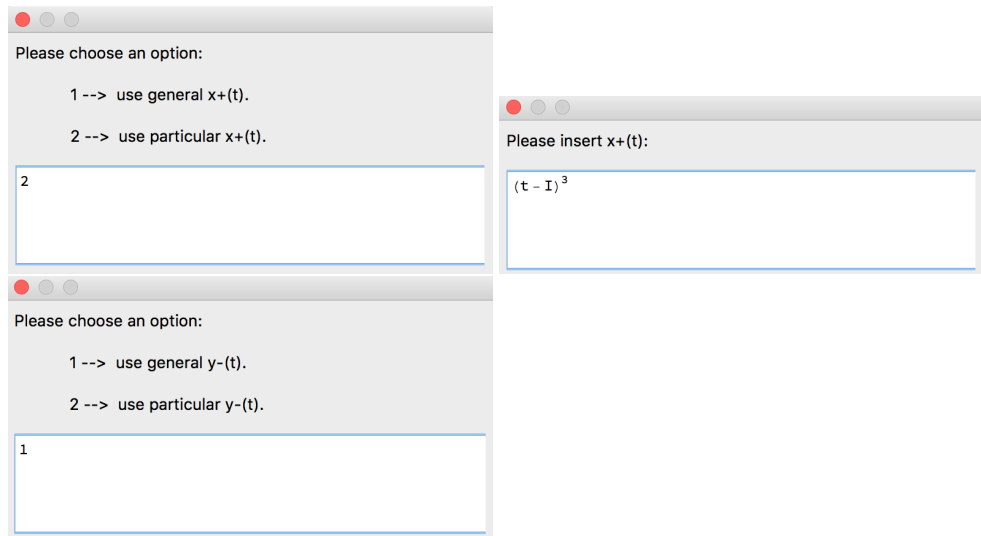 Please choose an option:
1 --> use general x+(t).
2 --> use particular x+(t).
2
Please insert x+(t):
(t - I)³
Please choose an option:
1 --> use general y-(t).
2 --> use particular y-(t).
1